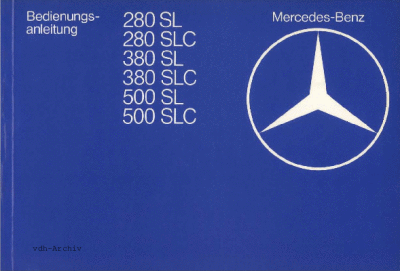 Bedienungs-
anleitung
280 SL
280 SLC
380 SL
380 SLC
500 SL
500 SLC
Mercedes-Benz
vdh-Archiv